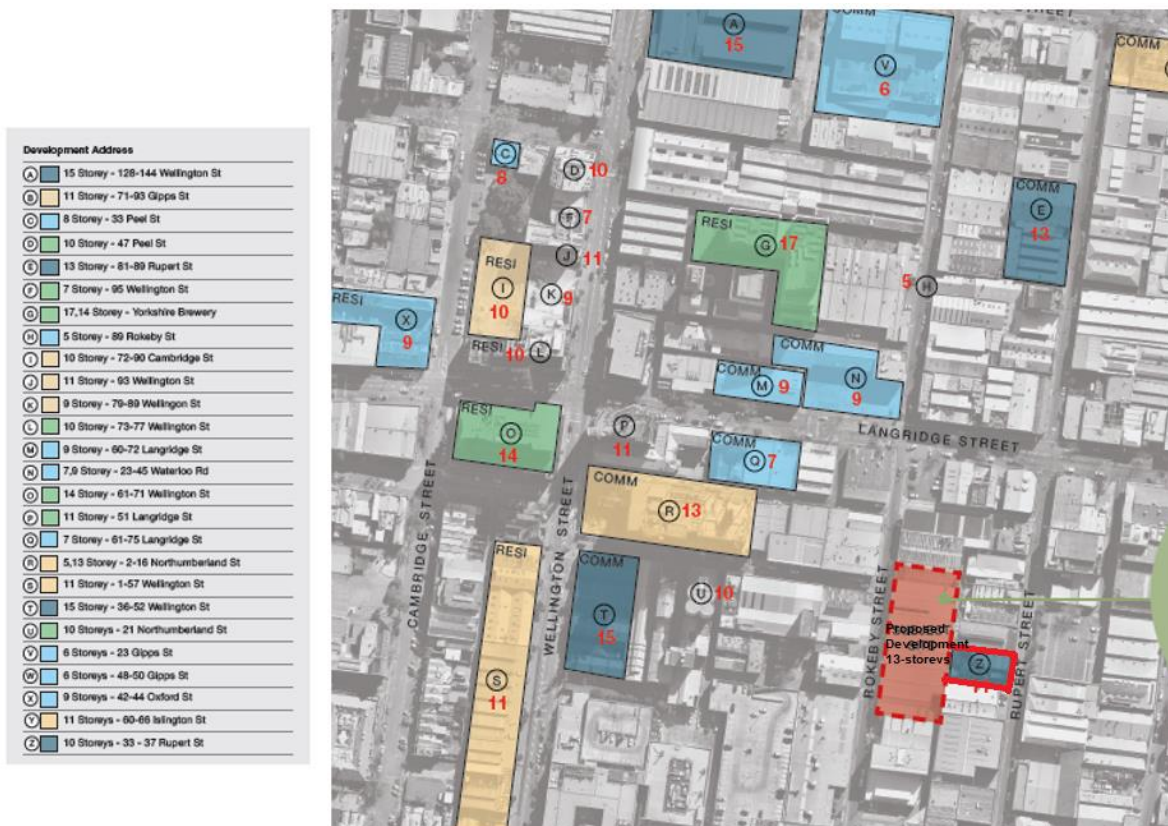 Development Address
A 15 Storey - 128-144 Wellington St
B 11 Storey - 71-93 Gipps St
C 8 Storey - 33 Peel St
D 10 Storey - 47 Peel St
E 13 Storey - 81-89 Rupert St
F 7 Storey - 95 Wellington St
G 17,14 Storey - Yorkshire Brewery
H 5 Storey - 89 Rokeby St
I 10 Storey - 72-90 Cambridge St
J 11 Storey - 93 Wellington St
K 9 Storey - 79-89 Wellingon St
L 10 Storey - 73-77 Wellington St
M 9 Storey - 60-72 Langridge St
N 7,9 Storey - 23-45 Waterloo Rd
O 14 Storey - 61-71 Wellington St
P 11 Storey - 51 Langridge St
Q 7 Storey - 61-75 Langridge St
R 5,13 Storey - 2-16 Northumberland St
S 11 Storey - 1-57 Wellington St
T 15 Storey - 36-52 Wellington St
U 10 Storeys - 21 Northumberland St
V 6 Storeys - 23 Gipps St
W 6 Storeys - 48-50 Gipps St
X 9 Storeys - 42-44 Oxford St
Y 11 Storeys - 60-66 Islington St
Z 10 Storeys - 33 - 37 Rupert St
COMM
STREET
A
15
COMM
V
6
COMM
C
8
D
10
F
7
J
11
RESI
I
10
K
9
RESI
10
L
RESI
X
9
RESI
G
17
COMM
E
13
5
H
COMM
M
9
COMM
N
9
LANGRIDGE STREET
RESI
O
14
P
11
COMM
Q
7
COMM
R
13
CAMBRIDGE STREET
WELLINGTON STREET
RESI
S
11
COMM
T
15
U
10
ROKEBY STREET
Proposed
Development
13-storeys
Z
RUPERT STREET